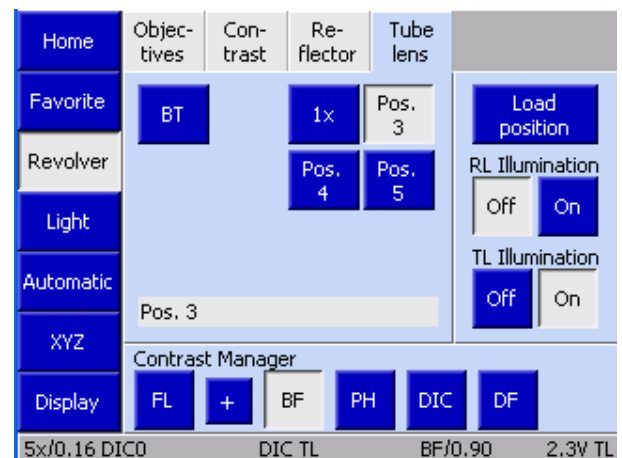 Home
Favorite
Revolver
Light
Automatic
XYZ
Display
Objec-
tives
Con-
trast
Re-
flector
Tube
lens
BT
1x
Pos.
3
Pos.
4
Pos.
5
Pos. 3
Load
position
RL Illumination
Off On
TL Illumination
Off On
Contrast Manager
FL + BF PH DIC DF
5x/0.16 DIC0 DIC TL BF/0.90 2.3V TL